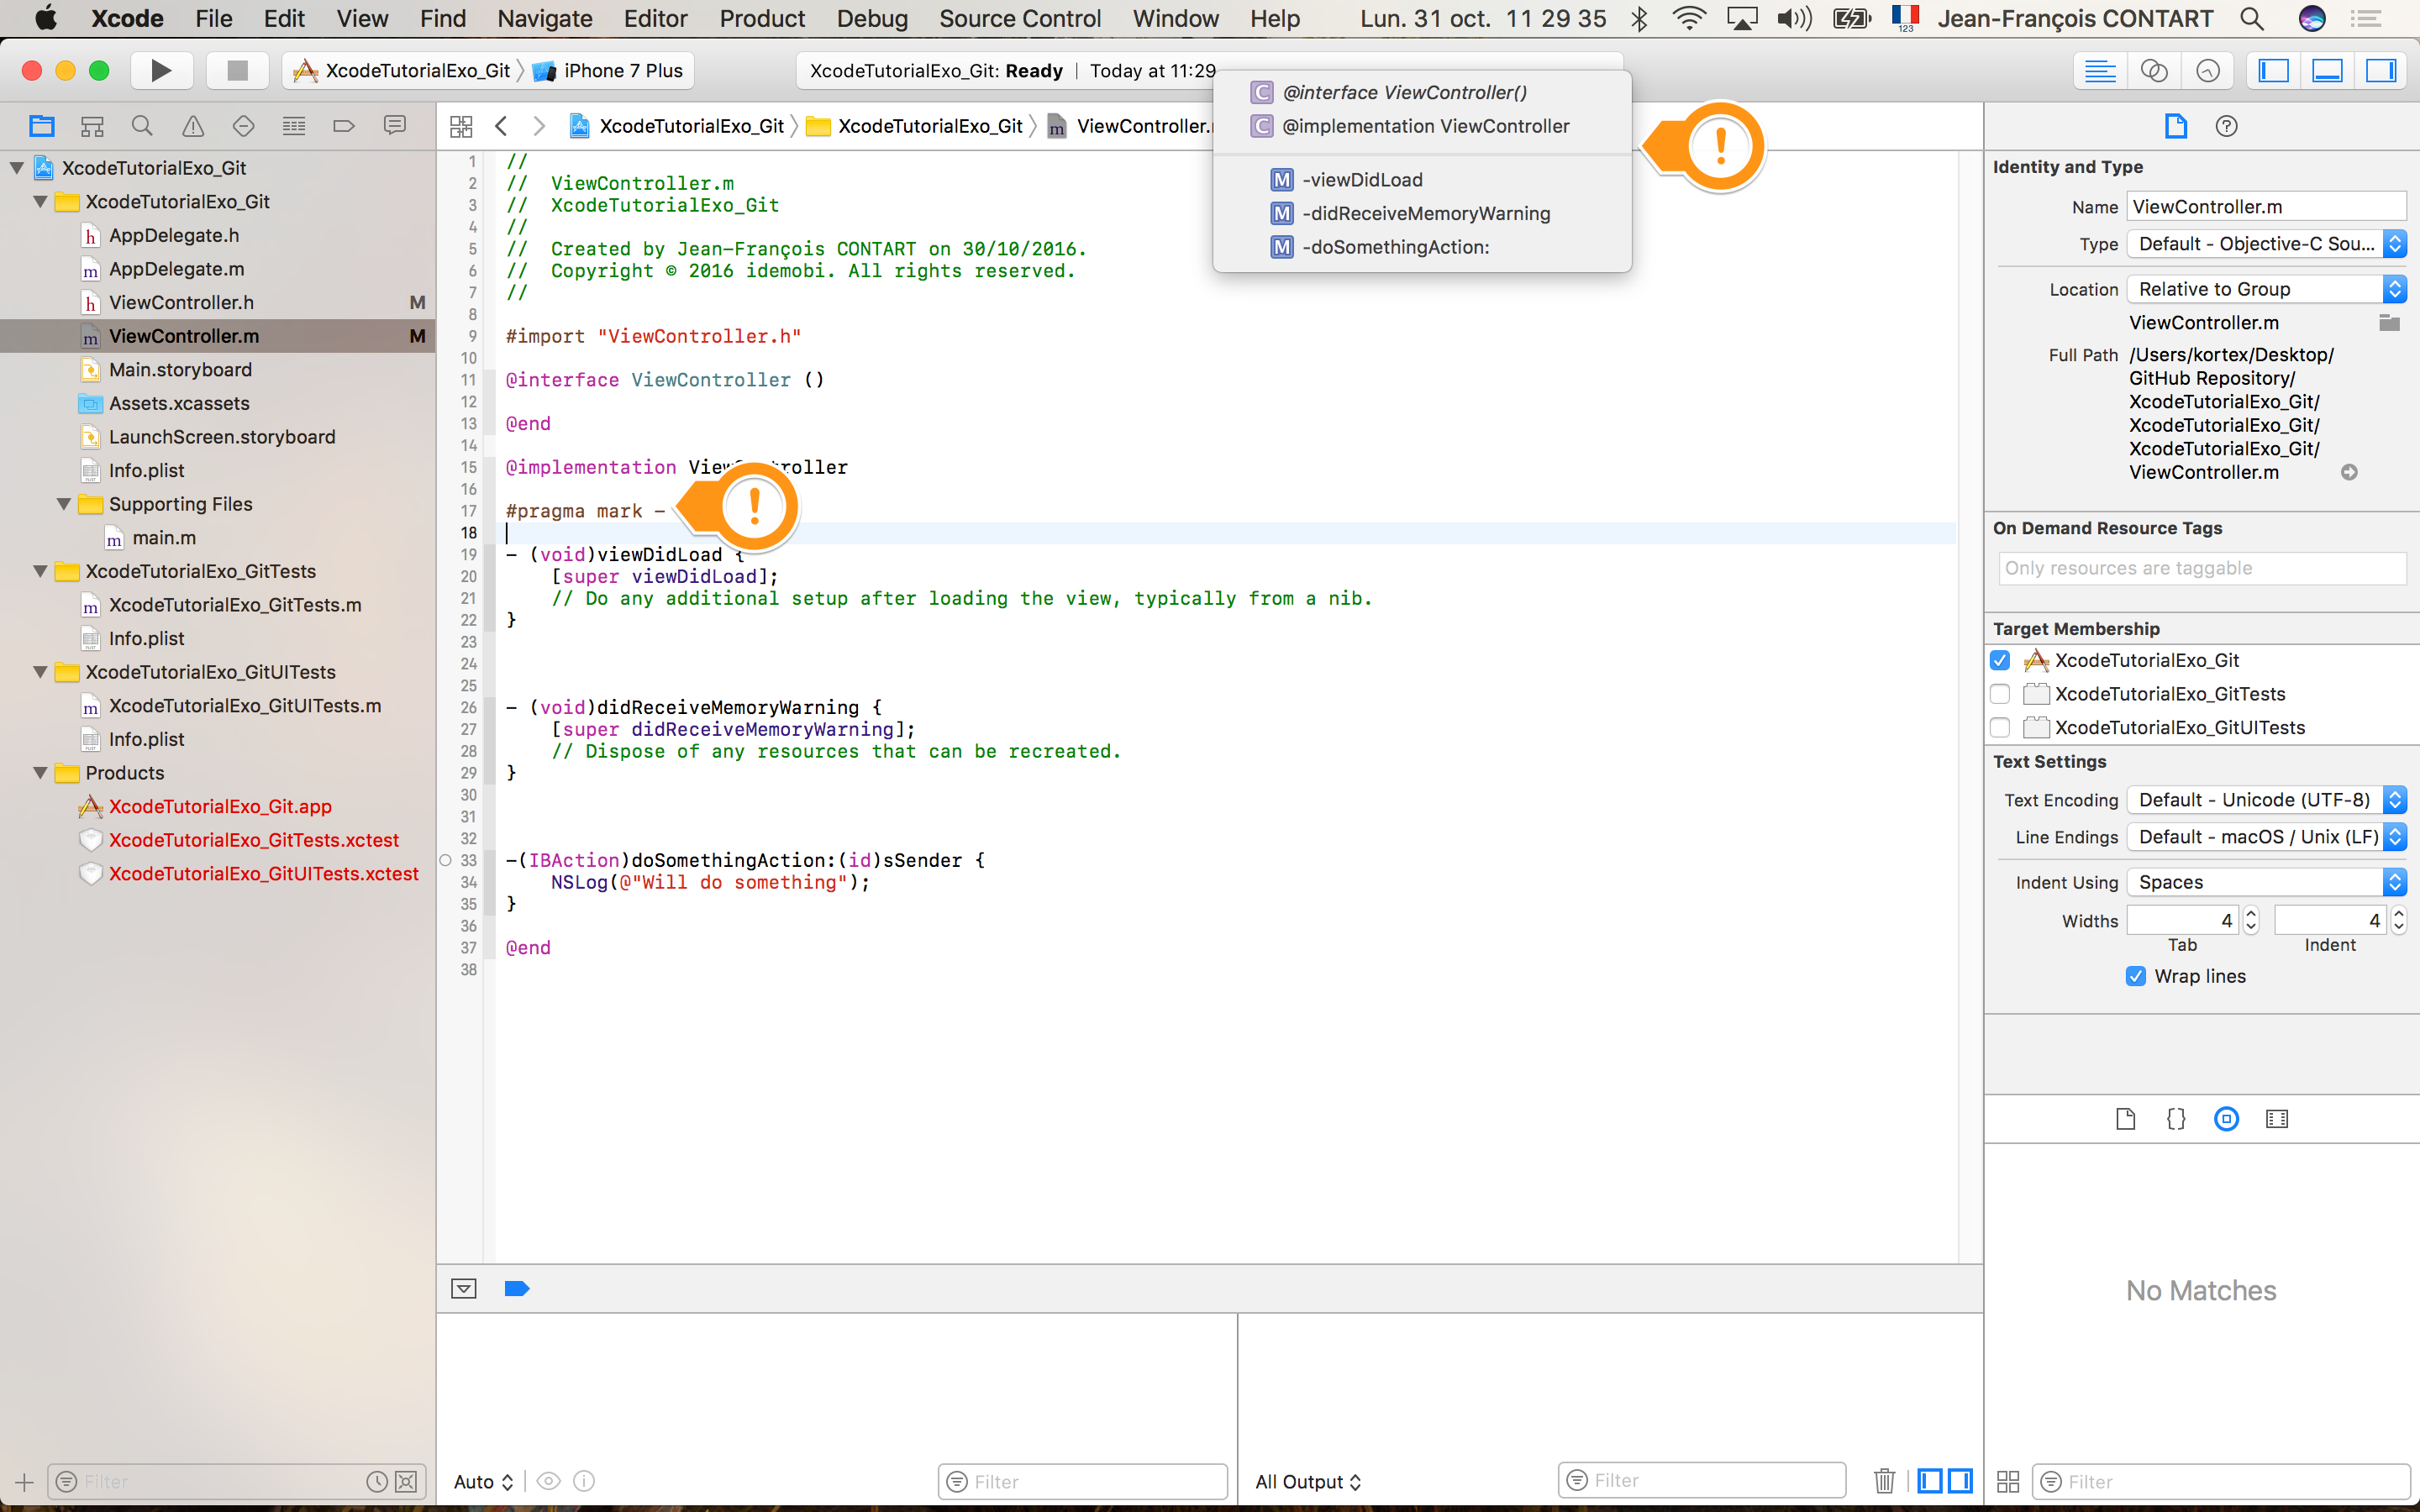 Xcode File Edit View Find Navigate Editor Product Debug Source Control Window Help Lun. 31 oct. 11 29 35 123 Jean-François CONTART
XcodeTutorialExo_Git iPhone 7 Plus XcodeTutorialExo_Git: Ready | Today at 11:29
XcodeTutorialExo_Git XcodeTutorialExo_Git ViewController.
C @interface ViewController()
C @implementation ViewController
M -viewDidLoad
M -didReceiveMemoryWarning
M -doSomethingAction:
XcodeTutorialExo_Git
XcodeTutorialExo_Git
h AppDelegate.h
m AppDelegate.m
h ViewController.h M
m ViewController.m M
Main.storyboard
Assets.xcassets
LaunchScreen.storyboard
Info.plist
Supporting Files
m main.m
XcodeTutorialExo_GitTests
m XcodeTutorialExo_GitTests.m
Info.plist
XcodeTutorialExo_GitUITests
m XcodeTutorialExo_GitUITests.m
Info.plist
Products
XcodeTutorialExo_Git.app
XcodeTutorialExo_GitTests.xctest
XcodeTutorialExo_GitUITests.xctest
Filter
1 //
2 // ViewController.m
3 // XcodeTutorialExo_Git
4 //
5 // Created by Jean-François CONTART on 30/10/2016.
6 // Copyright © 2016 idemobi. All rights reserved.
7 //
8
9 #import "ViewController.h"
10
11 @interface ViewController ()
12
13 @end
14
15 @implementation ViewController
16
17 #pragma mark -
18
19 - (void)viewDidLoad {
20 [super viewDidLoad];
21 // Do any additional setup after loading the view, typically from a nib.
22 }
23
24
25
26 - (void)didReceiveMemoryWarning {
27 [super didReceiveMemoryWarning];
28 // Dispose of any resources that can be recreated.
29 }
30
31
32
33 -(IBAction)doSomethingAction:(id)sSender {
34 NSLog(@"Will do something");
35 }
36
37 @end
38
Auto Filter
All Output Filter
Identity and Type
Name ViewController.m
Type Default - Objective-C Sou...
Location Relative to Group
ViewController.m
Full Path /Users/kortex/Desktop/
GitHub Repository/
XcodeTutorialExo_Git/
XcodeTutorialExo_Git/
XcodeTutorialExo_Git/
ViewController.m
On Demand Resource Tags
Only resources are taggable
Target Membership
XcodeTutorialExo_Git
XcodeTutorialExo_GitTests
XcodeTutorialExo_GitUITests
Text Settings
Text Encoding Default - Unicode (UTF-8)
Line Endings Default - macOS / Unix (LF)
Indent Using Spaces
Widths 4 4
Tab Indent
Wrap lines
{}
No Matches
Filter